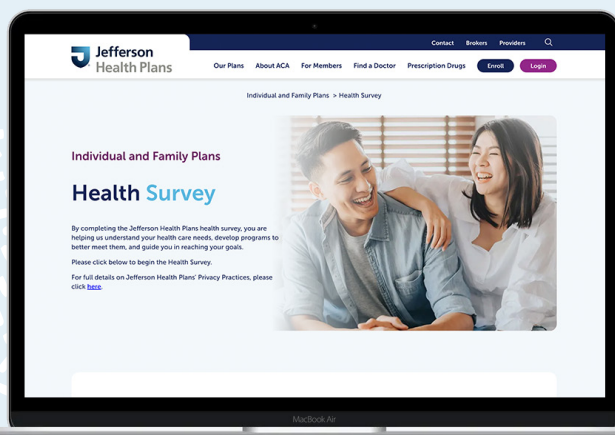 Contact Brokers Providers
Jefferson
Health Plans
Our Plans About ACA For Members Find a Doctor Prescription Drugs Enroll Login
Individual and Family Plans > Health Survey
Individual and Family Plans
Health Survey
By completing the Jefferson Health Plans health survey, you are
helping us understand your health care needs, develop programs to
better meet them, and guide you in reaching your goals.
Please click below to begin the Health Survey.
For full details on Jefferson Health Plans' Privacy Practices, please
click here.
MacBook Air